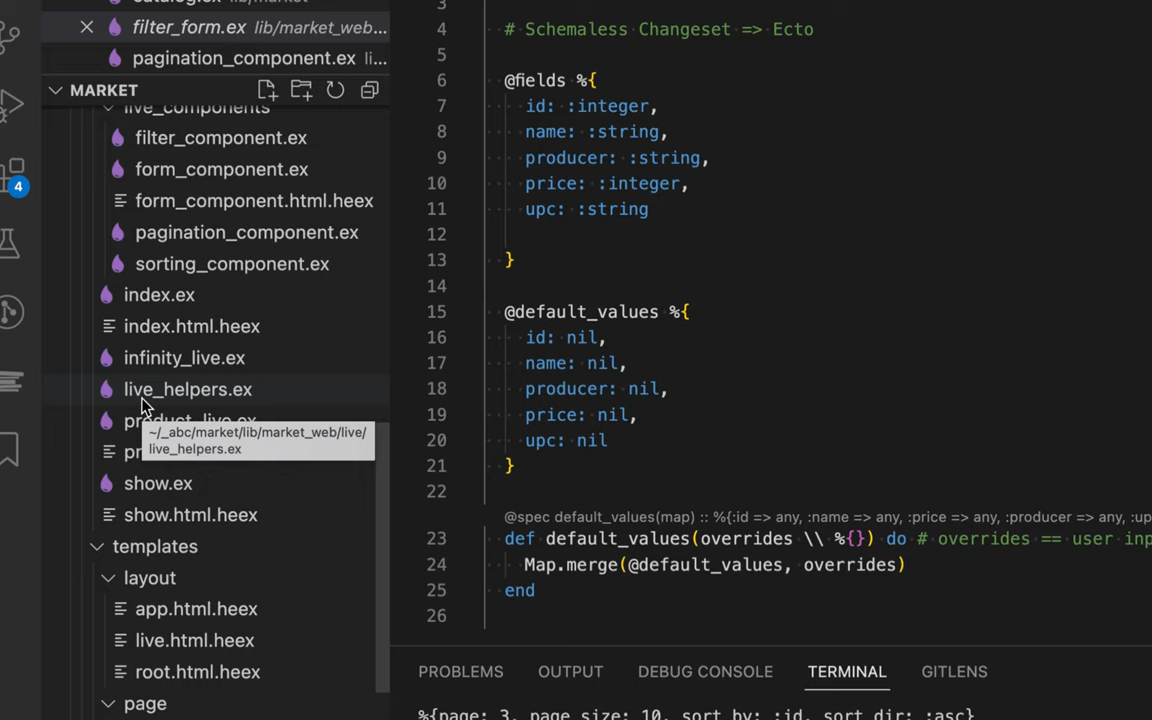 catalog.ex lib/market
filter_form.ex lib/market_web...
pagination_component.ex li...
MARKET
live_components
filter_component.ex
form_component.ex
form_component.html.heex
pagination_component.ex
sorting_component.ex
index.ex
index.html.heex
infinity_live.ex
live_helpers.ex
product_live.ex
~/_abc/market/lib/market_web/live/
live_helpers.ex
pr
show.ex
show.html.heex
templates
layout
app.html.heex
live.html.heex
root.html.heex
page
4
3
4 # Schemaless Changeset => Ecto
5
6 @fields %{
7 id: :integer,
8 name: :string,
9 producer: :string,
10 price: :integer,
11 upc: :string
12
13 }
14
15 @default_values %{
16 id: nil,
17 name: nil,
18 producer: nil,
19 price: nil,
20 upc: nil
21 }
22
@spec default_values(map) :: %{:id => any, :name => any, :price => any, :producer => any, :up
23 def default_values(overrides \\ %{}) do # overrides == user inp
24 Map.merge(@default_values, overrides)
25 end
26
PROBLEMS OUTPUT DEBUG CONSOLE TERMINAL GITLENS
%{page: 3, page_size: 10, sort_by: :id, sort_dir: :asc}